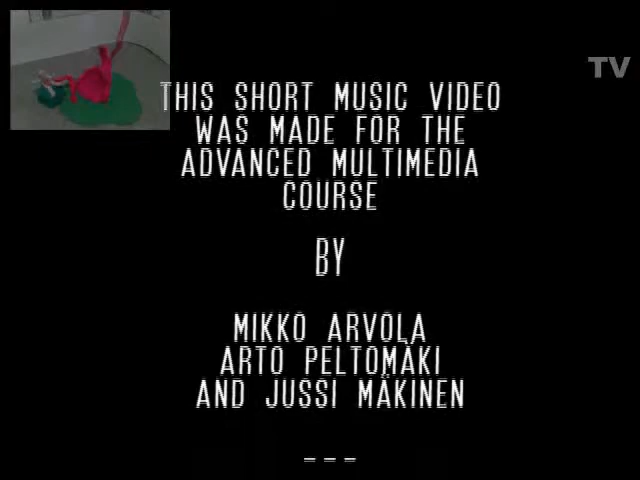 TV
THIS SHORT MUSIC VIDEO
WAS MADE FOR THE
ADVANCED MULTIMEDIA
COURSE
BY
MIKKO ARVOLA
ARTO PELTOMÄKI
AND JUSSI MÄKINEN
---